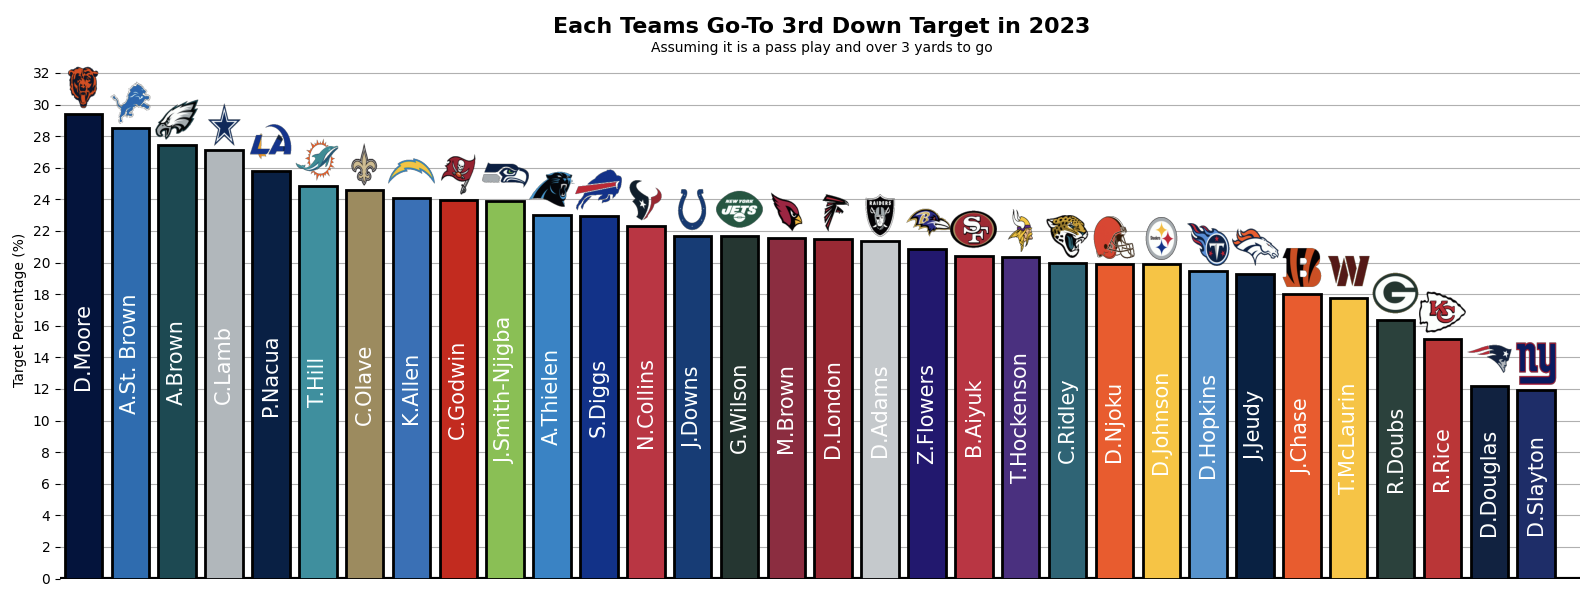 Each Teams Go-To 3rd Down Target in 2023
Assuming it is a pass play and over 3 yards to go
Target Percentage (%)
32
30
28
26
24
22
20
18
16
14
12
10
8
6
4
2
0
D.Moore
A.St. Brown
A.Brown
C.Lamb
P.Nacua
T.Hill
C.Olave
K.Allen
C.Godwin
J.Smith-Njigba
A.Thielen
S.Diggs
N.Collins
J.Downs
G.Wilson
M.Brown
D.London
D.Adams
Z.Flowers
B.Aiyuk
T.Hockenson
C.Ridley
D.Njoku
D.Johnson
D.Hopkins
J.Jeudy
J.Chase
T.McLaurin
R.Doubs
R.Rice
D.Douglas
D.Slayton
LA
NEW YORK
JETS
RAIDERS
SF
Steelers
T
B
W
G
KC
ny